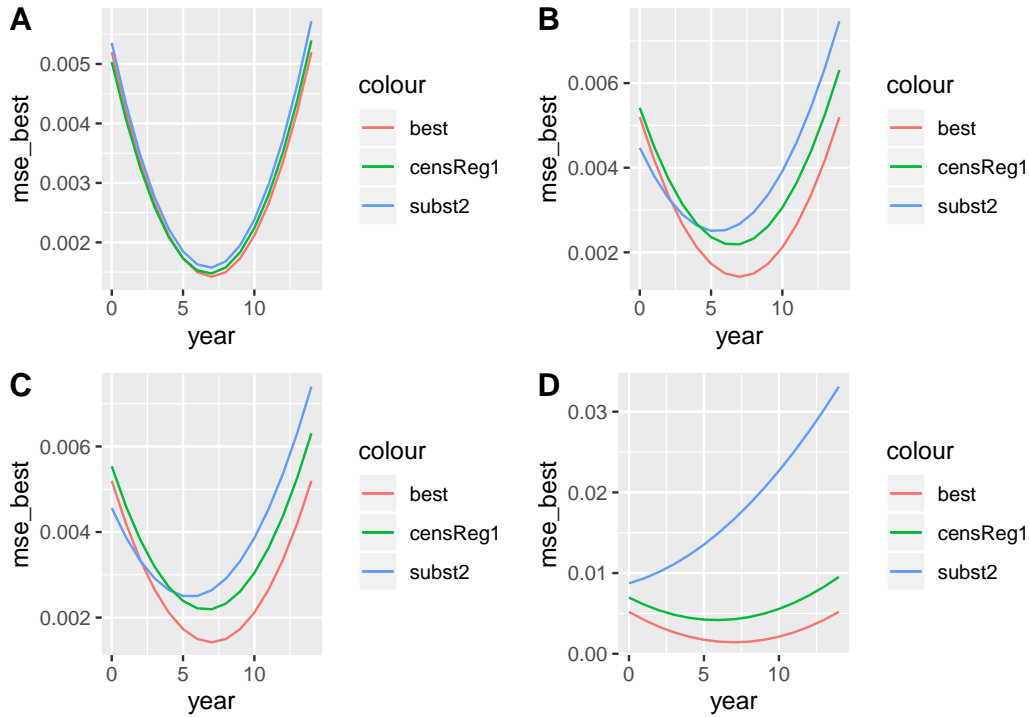 A
mse_best
0.005
0.004
0.003
0.002
0
5
10
year
colour
best
censReg1
subst2
B
mse_best
0.006
0.004
0.002
0
5
10
year
colour
best
censReg1
subst2
C
mse_best
0.006
0.004
0.002
0
5
10
year
colour
best
censReg1
subst2
D
mse_best
0.03
0.02
0.01
0.00
0
5
10
year
colour
best
censReg1
subst2